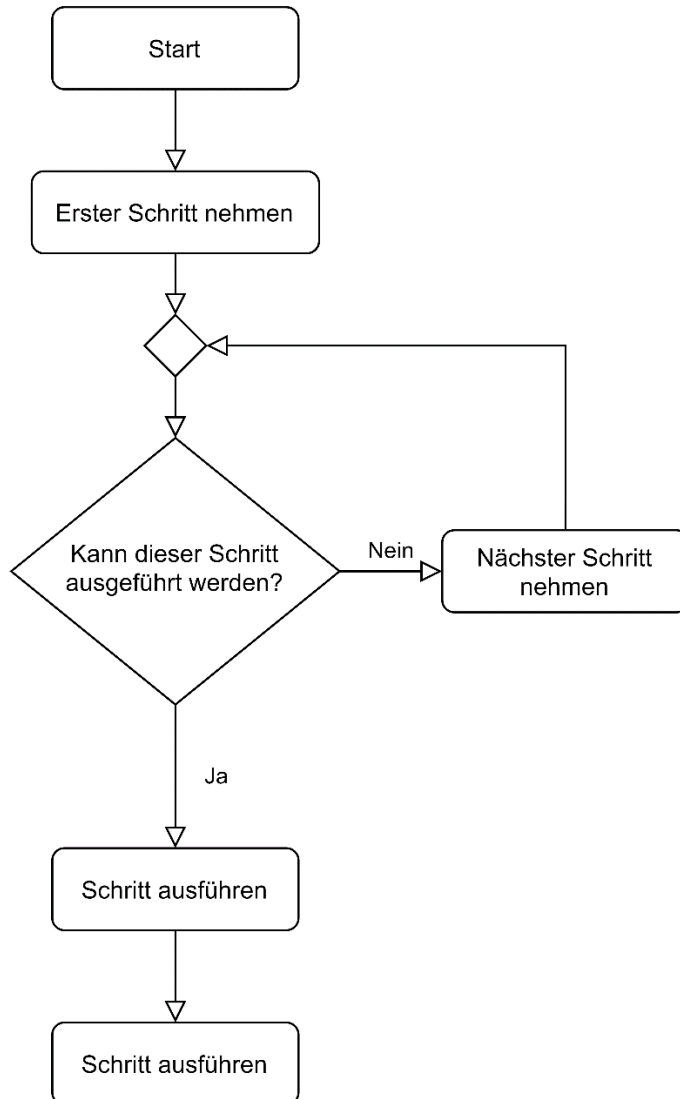 Start
Erster Schritt nehmen
Kann dieser Schritt
ausgeführt werden?
Nein
Nächster Schritt
nehmen
Ja
Schritt ausführen
Schritt ausführen